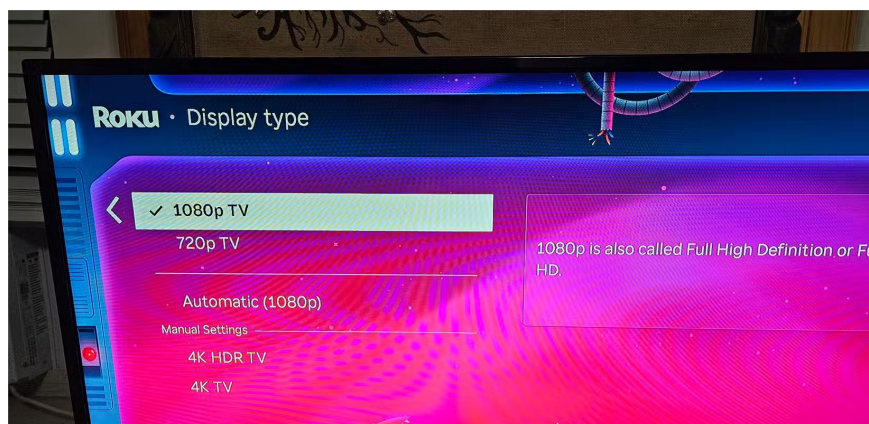 Roku · Display type
✓ 1080p TV
720p TV
Automatic (1080p)
Manual Settings
4K HDR TV
4K TV
1080p is also called Full High Definition or
HD.